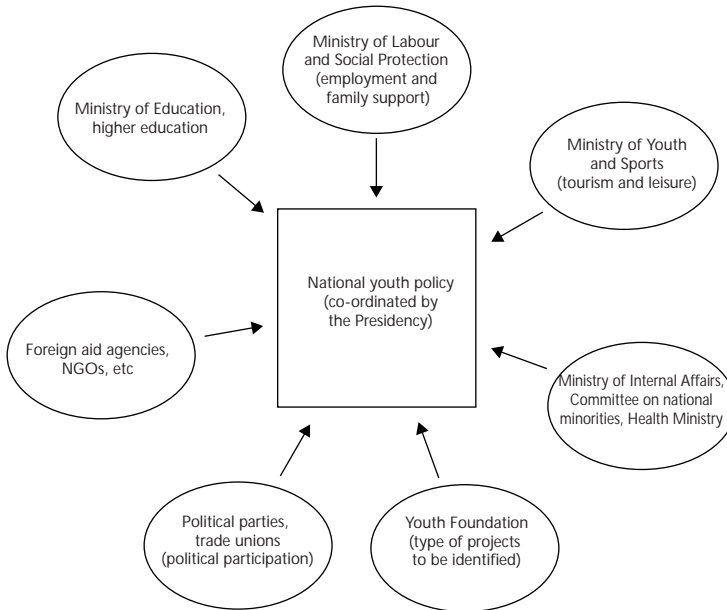 Ministry of Labour
and Social Protection
(employment and
family support)
Ministry of Education,
higher education
Ministry of Youth
and Sports
(tourism and leisure)
National youth policy
(co-ordinated by
the Presidency)
Foreign aid agencies,
NGOs, etc
Ministry of Internal Affairs,
Committee on national
minorities, Health Ministry
Political parties,
trade unions
(political participation)
Youth Foundation
(type of projects
to be identified)